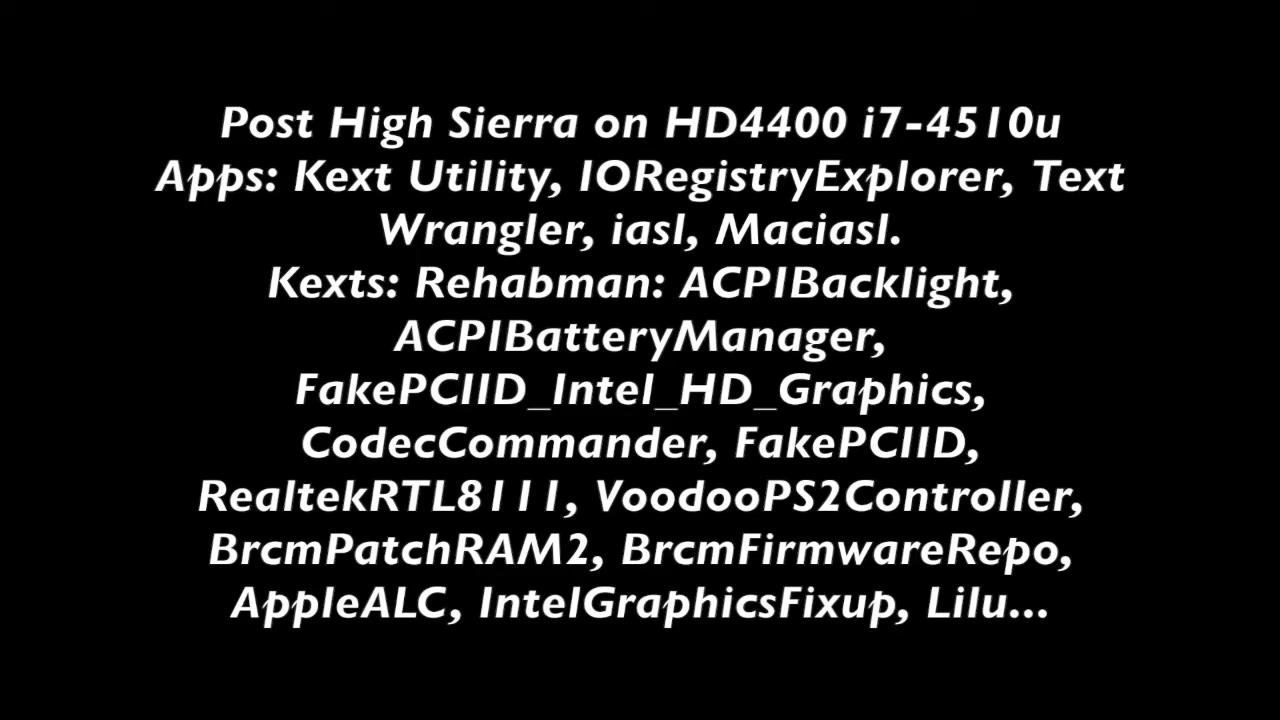 Post High Sierra on HD4400 i7-4510u
Apps: Kext Utility, IORegistryExplorer, Text
Wrangler, iasl, Maciasl.
Kexts: Rehabman: ACPIBacklight,
ACPIBatteryManager,
FakePCIID_Intel_HD_Graphics,
CodecCommander, FakePCIID,
RealtekRTL8111, VoodooPS2Controller,
BrcmPatchRAM2, BrcmFirmwareRepo,
AppleALC, IntelGraphicsFixup, Lilu...